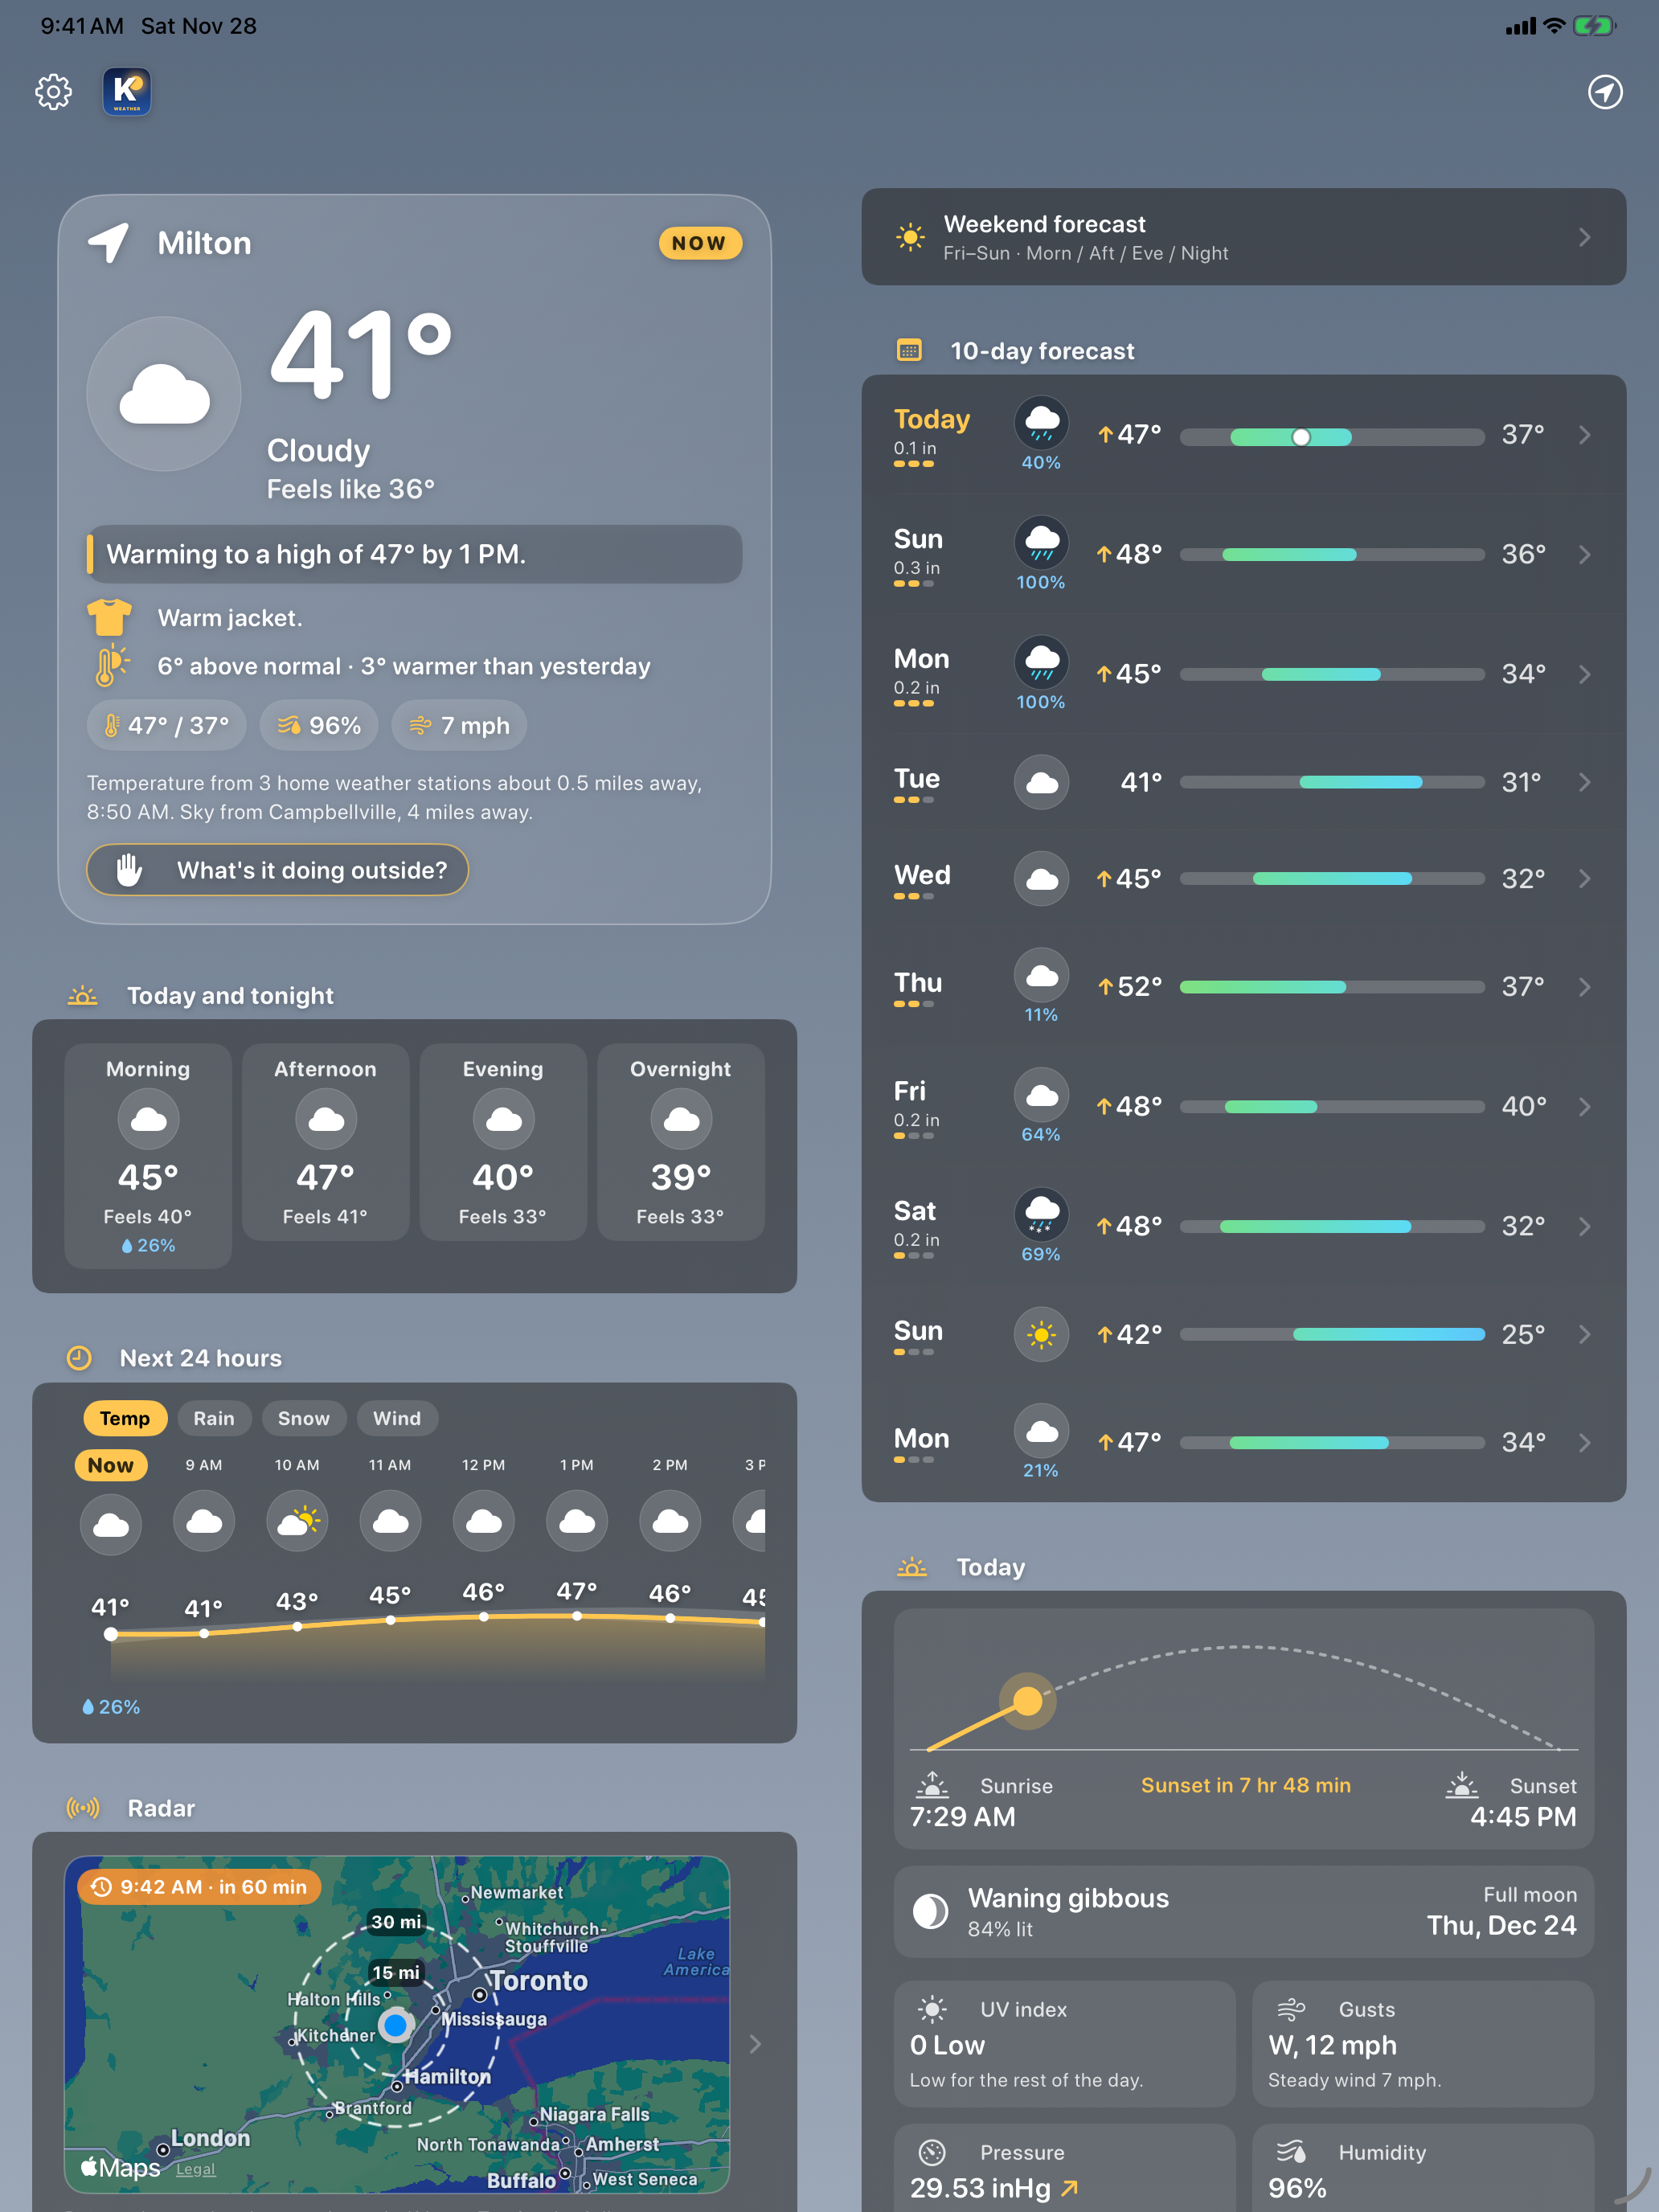 9:41 AM Sat Nov 28
K
WEATHER
Milton
NOW
41°
Cloudy
Feels like 36°
Warming to a high of 47° by 1 PM.
Warm jacket.
6° above normal · 3° warmer than yesterday
47° / 37°
96%
7 mph
Temperature from 3 home weather stations about 0.5 miles away,
8:50 AM. Sky from Campbellville, 4 miles away.
What's it doing outside?
Today and tonight
Morning
45°
Feels 40°
26%
Afternoon
47°
Feels 41°
Evening
40°
Feels 33°
Overnight
39°
Feels 33°
Next 24 hours
Temp Rain Snow Wind
Now 9 AM 10 AM 11 AM 12 PM 1 PM 2 PM 3 P
41° 41° 43° 45° 46° 47° 46° 45
26%
Radar
9:42 AM · in 60 min
Newmarket
30 mi
Whitchurch-
Stouffville
Lake
America
15 mi
Toronto
Halton Hills
Mississauga
Kitchener
Hamilton
Brantford
Niagara Falls
London
North Tonawanda
Amherst
Maps
Legal
Buffalo
West Seneca
Weekend forecast
Fri–Sun · Morn / Aft / Eve / Night
10-day forecast
Today
0.1 in
40%
47°
37°
Sun
0.3 in
100%
48°
36°
Mon
0.2 in
100%
45°
34°
Tue
41°
31°
Wed
45°
32°
Thu
11%
52°
37°
Fri
0.2 in
64%
48°
40°
Sat
0.2 in
69%
48°
32°
Sun
42°
25°
Mon
21%
47°
34°
Today
Sunrise
7:29 AM
Sunset in 7 hr 48 min
Sunset
4:45 PM
Waning gibbous
84% lit
Full moon
Thu, Dec 24
UV index
0 Low
Low for the rest of the day.
Gusts
W, 12 mph
Steady wind 7 mph.
Pressure
29.53 inHg
Humidity
96%